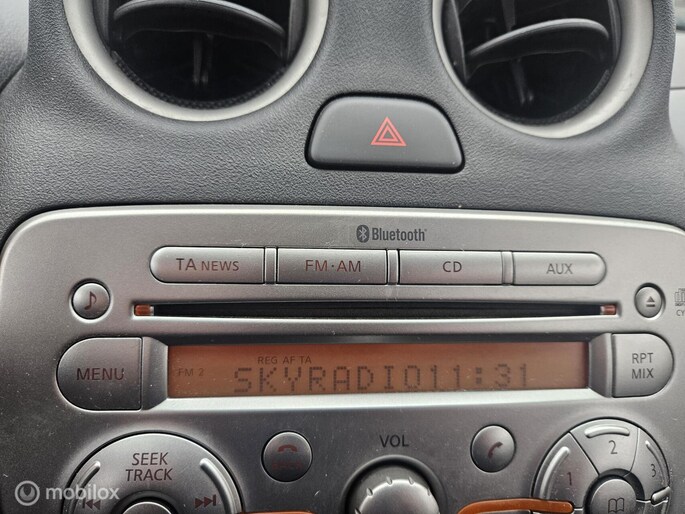 Bluetooth
TA NEWS
FM·AM
CD
AUX
CY
MENU
REG AF TA
FM 2
SKYRADIO11:31
RPT
MIX
SEEK
TRACK
VOL
1
2
3
mobilox